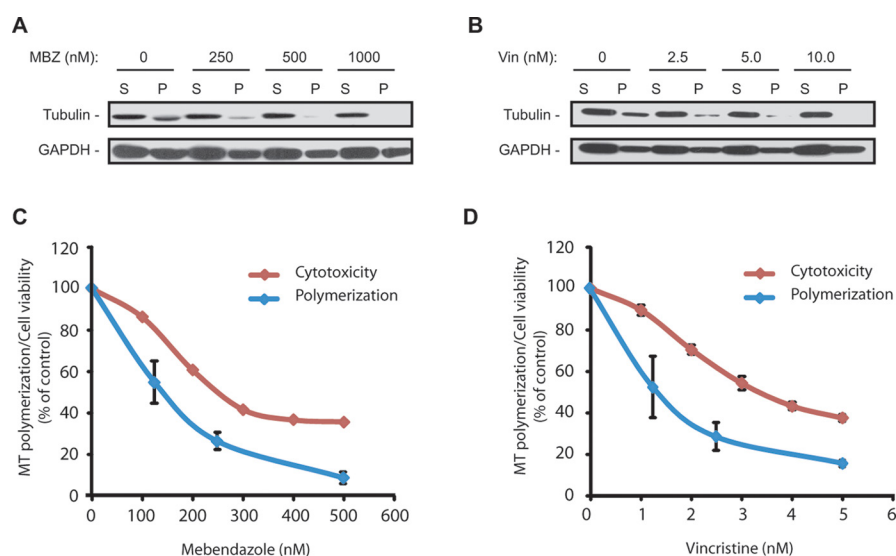 A
MBZ (nM): 0 250 500 1000
S P S P S P S P
Tubulin -
GAPDH -
B
Vin (nM): 0 2.5 5.0 10.0
S P S P S P S P
Tubulin -
GAPDH -
C
MT polymerization/Cell viability
(% of control)
120
100
80
60
40
20
0
Cytotoxicity
Polymerization
0 100 200 300 400 500 600
Mebendazole (nM)
D
MT polymerization/Cell viability
(% of control)
120
100
80
60
40
20
0
Cytotoxicity
Polymerization
0 1 2 3 4 5 6
Vincristine (nM)